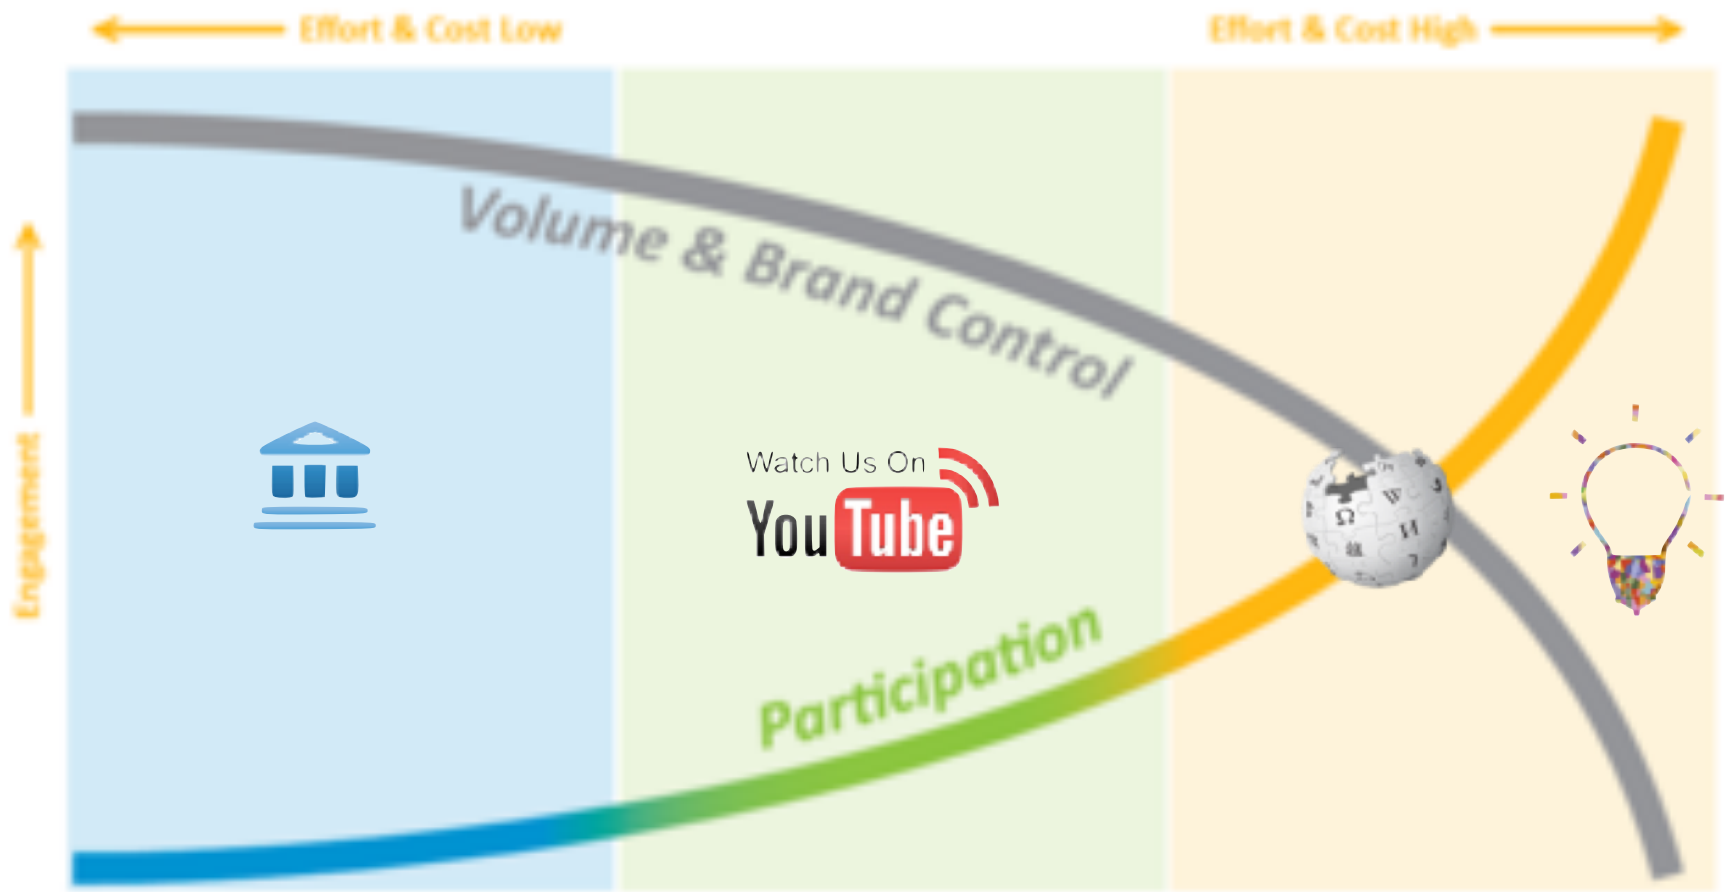 Effort & Cost Low
Effort & Cost High
Engagement
Volume & Brand Control
Watch Us On
YouTube
Ω
W
И
Participation